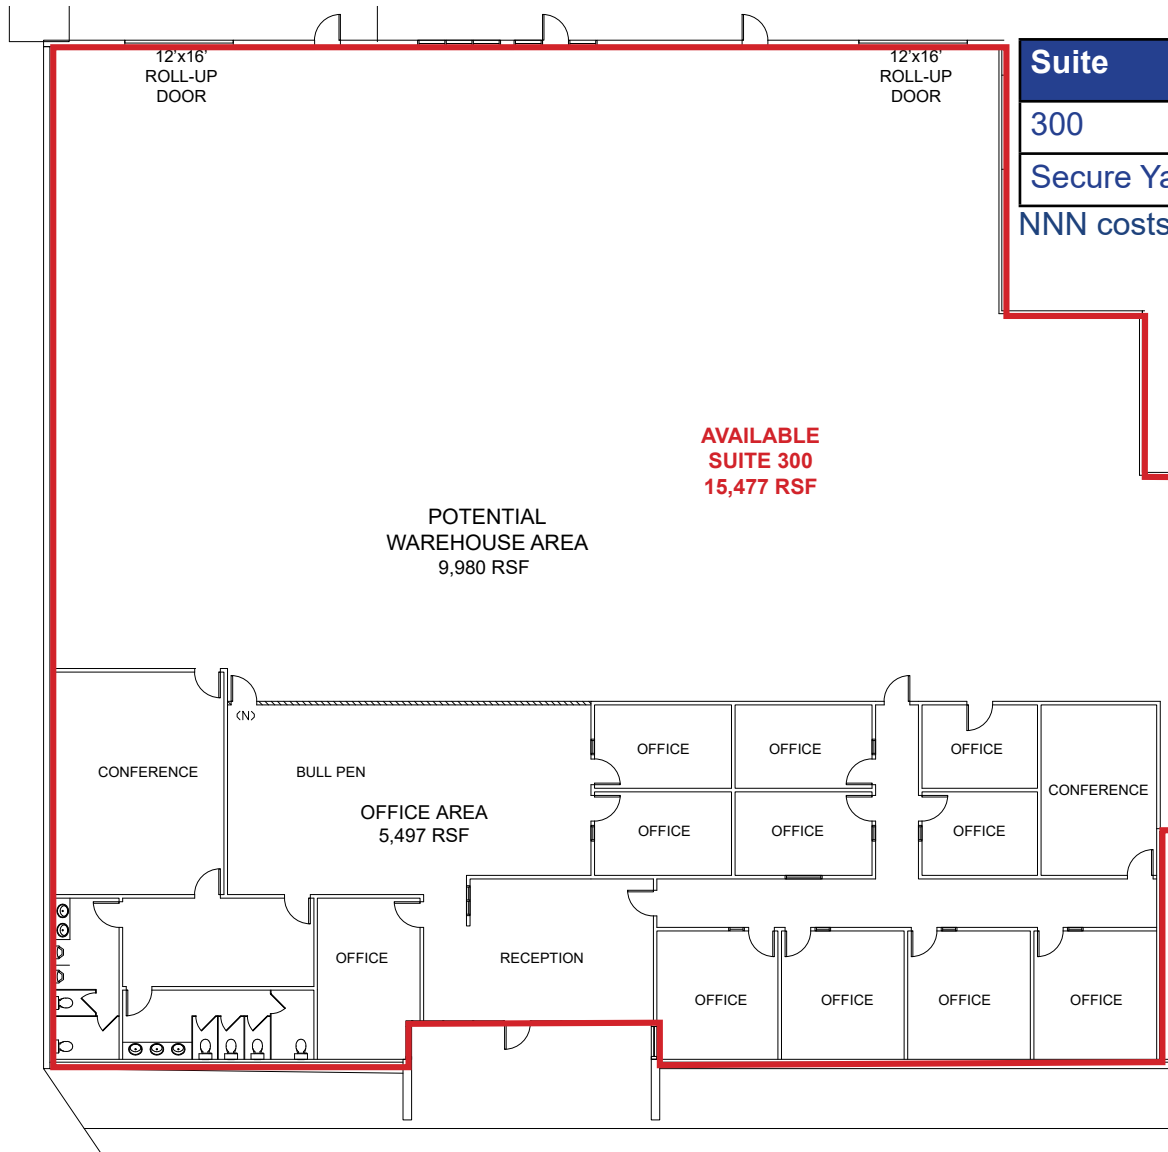 12'x16'
ROLL-UP
DOOR
12'x16'
ROLL-UP
DOOR
Suite
300
Secure Ya
NNN costs
AVAILABLE
SUITE 300
15,477 RSF
POTENTIAL
WAREHOUSE AREA
9,980 RSF
(N)
CONFERENCE
BULL PEN
OFFICE AREA
5,497 RSF
OFFICE
OFFICE
OFFICE
CONFERENCE
OFFICE
OFFICE
OFFICE
OFFICE
RECEPTION
OFFICE
OFFICE
OFFICE
OFFICE